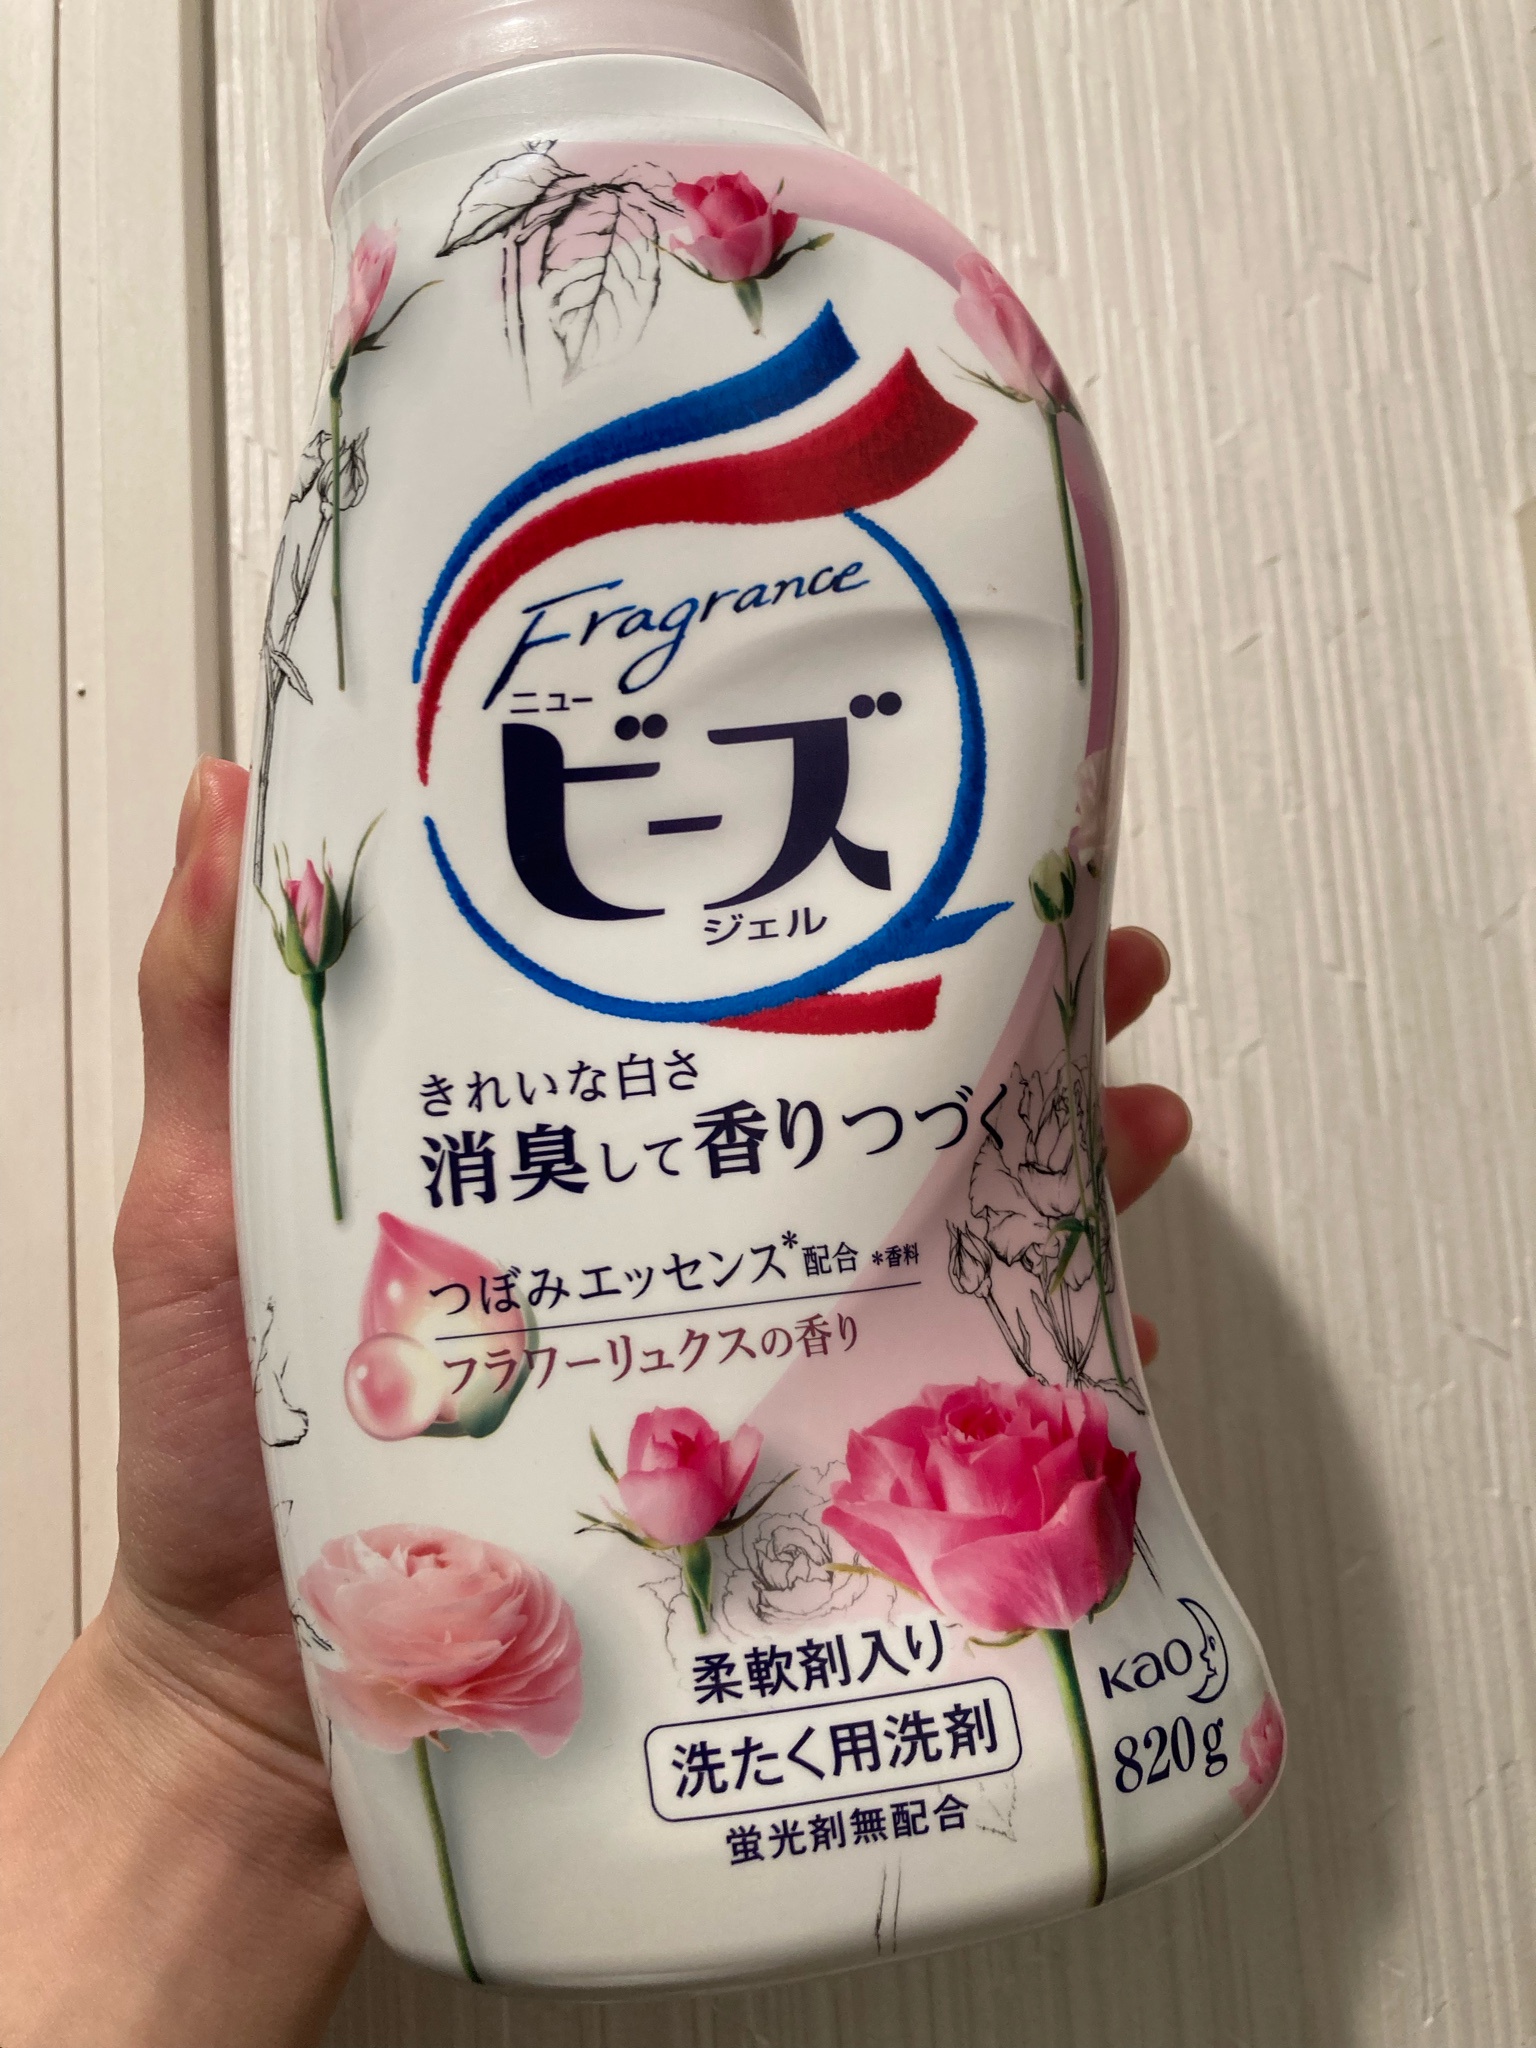 Fragrance
ニュー
ビーズ
ジェル
きれいな白さ
消臭して香りつづく
つぼみエッセンス*配合 *香料
フラワーリュクスの香り
柔軟剤入り
洗たく用洗剤
蛍光剤無配合
Kao
820g